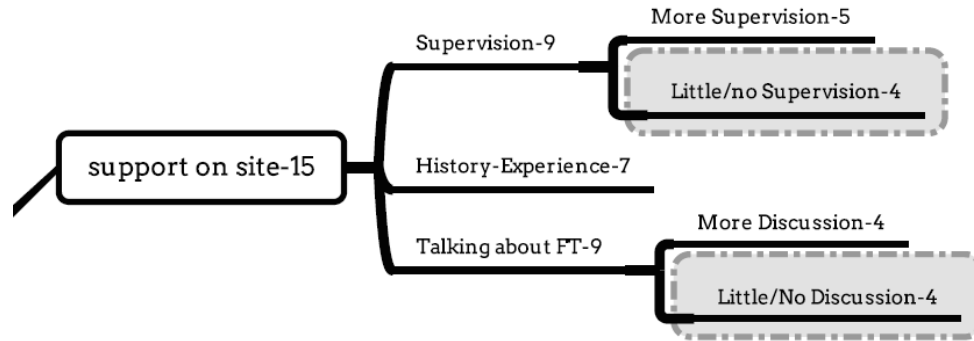 More Supervision-5
Supervision-9
Little/no Supervision-4
support on site-15
History-Experience-7
More Discussion-4
Talking about FT-9
Little/No Discussion-4